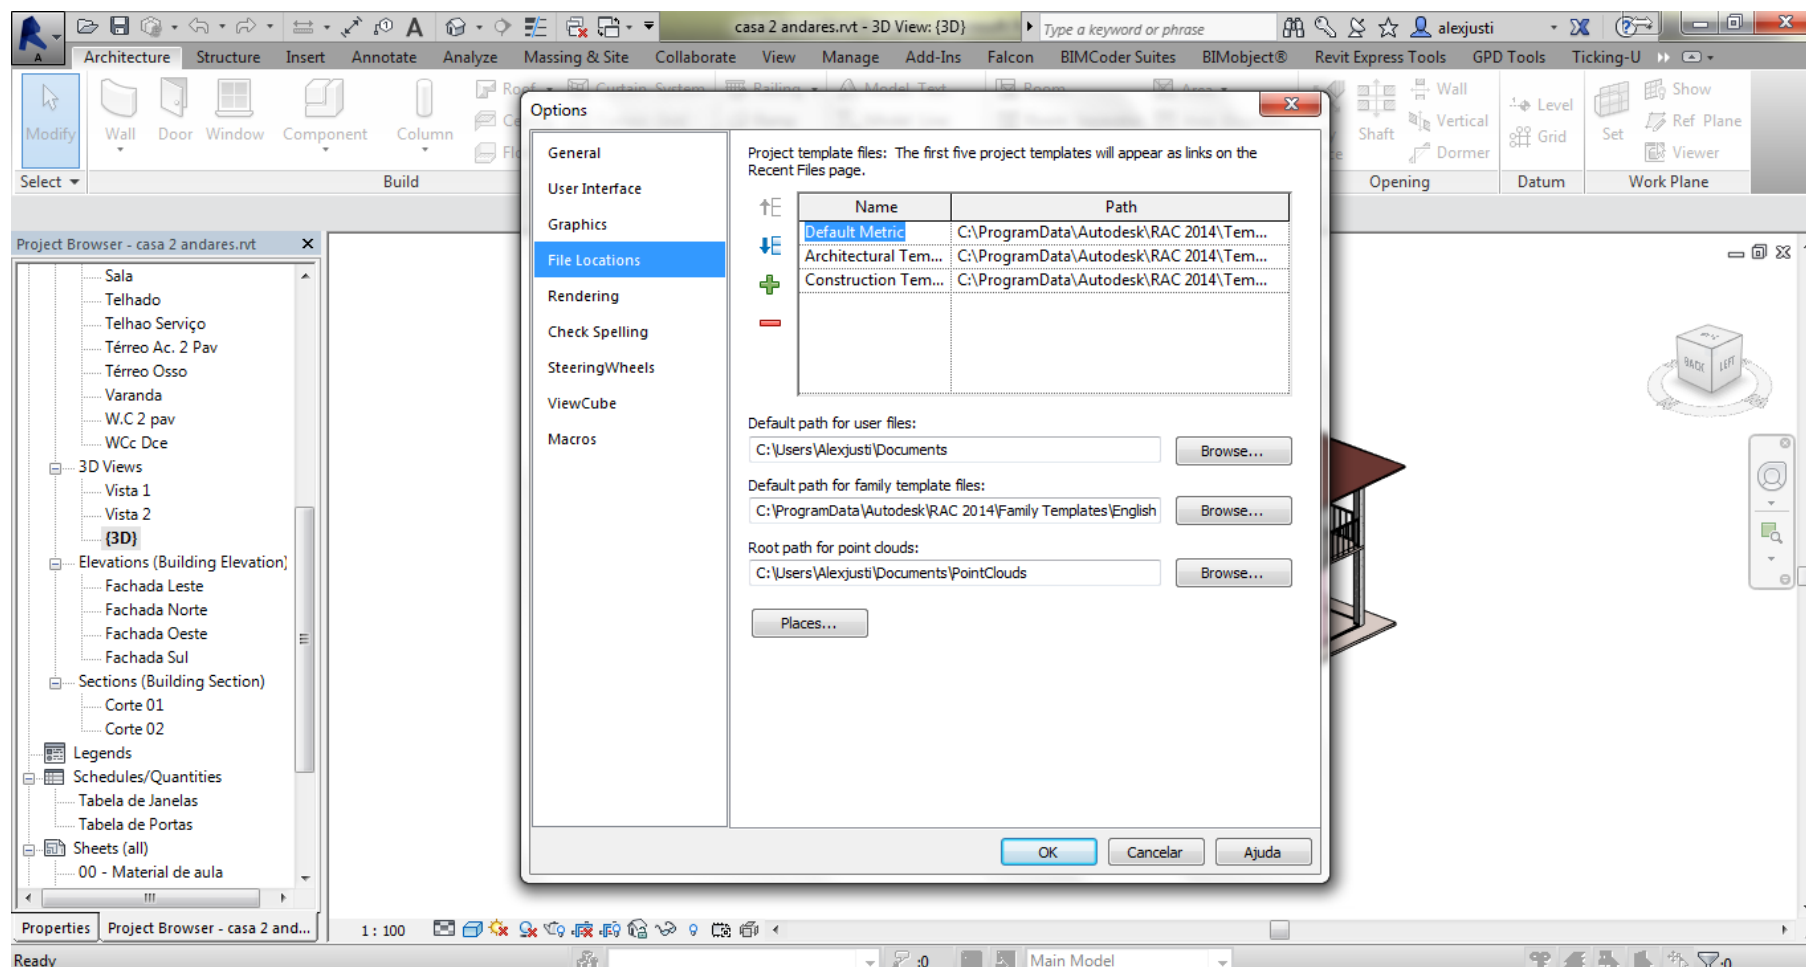 casa 2 andares.rvt - 3D View: {3D}
Type a keyword or phrase
alexjusti
Architecture Structure Insert Annotate Analyze Massing & Site Collaborate View Manage Add-Ins Falcon BIMCoder Suites BIMobject® Revit Express Tools GPD Tools Ticking-U
Modify Wall Door Window Component Column
Roof Curtain System Railing Model Text Room Area
Shaft Wall Vertical Dormer
Level Grid
Set Show Ref Plane Viewer
Select Build Opening Datum Work Plane
Project Browser - casa 2 andares.rvt
Sala
Telhado
Telhao Serviço
Térreo Ac. 2 Pav
Térreo Osso
Varanda
W.C 2 pav
WCc Dce
3D Views
Vista 1
Vista 2
{3D}
Elevations (Building Elevation)
Fachada Leste
Fachada Norte
Fachada Oeste
Fachada Sul
Sections (Building Section)
Corte 01
Corte 02
Legends
Schedules/Quantities
Tabela de Janelas
Tabela de Portas
Sheets (all)
00 - Material de aula
Properties Project Browser - casa 2 and...
Options
General
User Interface
Graphics
File Locations
Rendering
Check Spelling
SteeringWheels
ViewCube
Macros
Project template files: The first five project templates will appear as links on the
Recent Files page.
Name Path
Default Metric C:\ProgramData\Autodesk\RAC 2014\Tem...
Architectural Tem... C:\ProgramData\Autodesk\RAC 2014\Tem...
Construction Tem... C:\ProgramData\Autodesk\RAC 2014\Tem...
Default path for user files:
C:\Users\Alexjusti\Documents Browse...
Default path for family template files:
C:\ProgramData\Autodesk\RAC 2014\Family Templates\English Browse...
Root path for point clouds:
C:\Users\Alexjusti\Documents\PointClouds Browse...
Places...
OK Cancelar Ajuda
BACK LEFT
1 : 100
Ready :0 Main Model :0